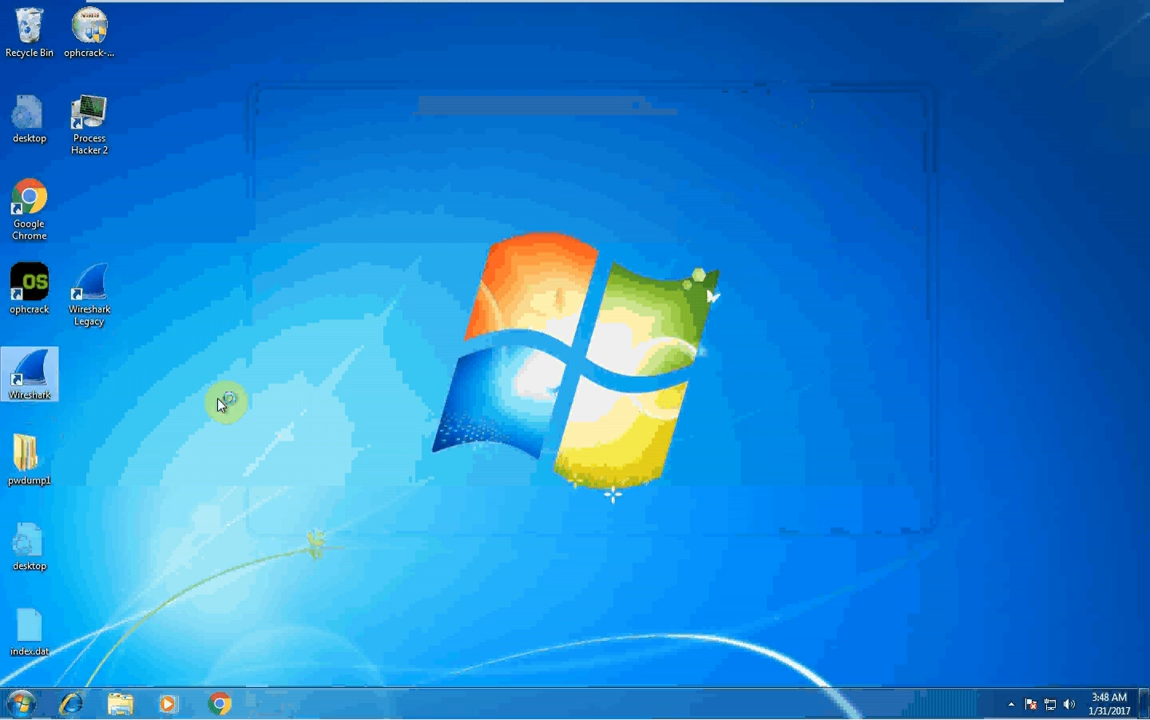 Recycle Bin
ophcrack-...
desktop
Process
Hacker 2
Google
Chrome
OS
ophcrack
Wireshark
Legacy
Wireshark
pwdump1
desktop
index.dat
3:48 AM
1/31/2017